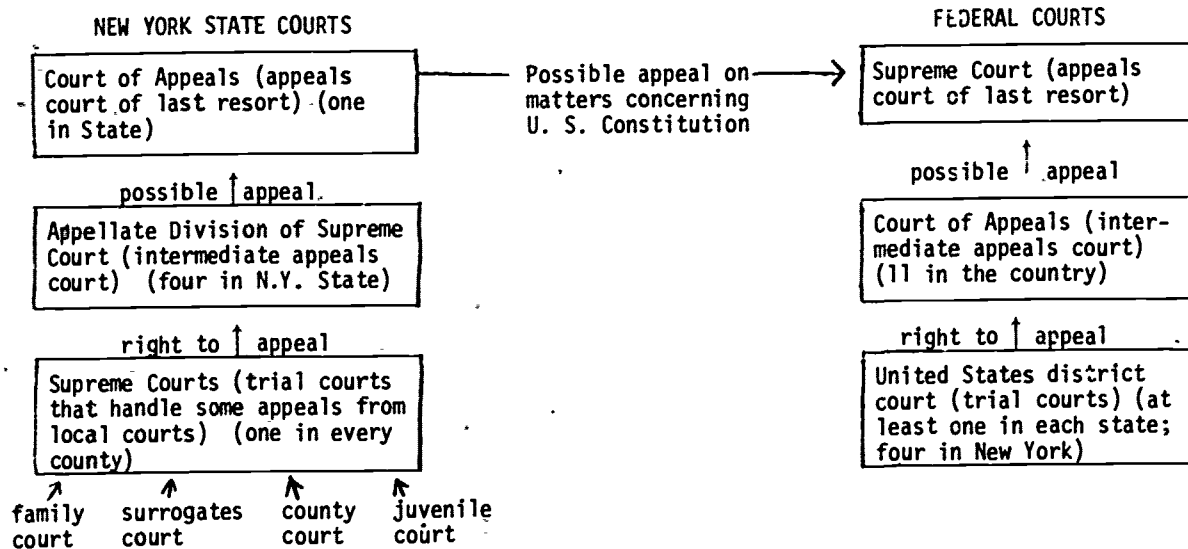 NEW YORK STATE COURTS
Court of Appeals (appeals
court of last resort) (one
in State)
possible appeal.
Appellate Division of Supreme
Court (intermediate appeals
court) (four in N.Y. State)
right to appeal
Supreme Courts (trial courts
that handle some appeals from
local courts) (one in every
county)
family
court
surrogates
court
county
court
juvenile
court
Possible appeal on
matters concerning
U. S. Constitution
FEDERAL COURTS
Supreme Court (appeals
court of last resort)
possible appeal
Court of Appeals (inter-
mediate appeals court)
(11 in the country)
right to appeal
United States district
court (trial courts) (at
least one in each state;
four in New York)